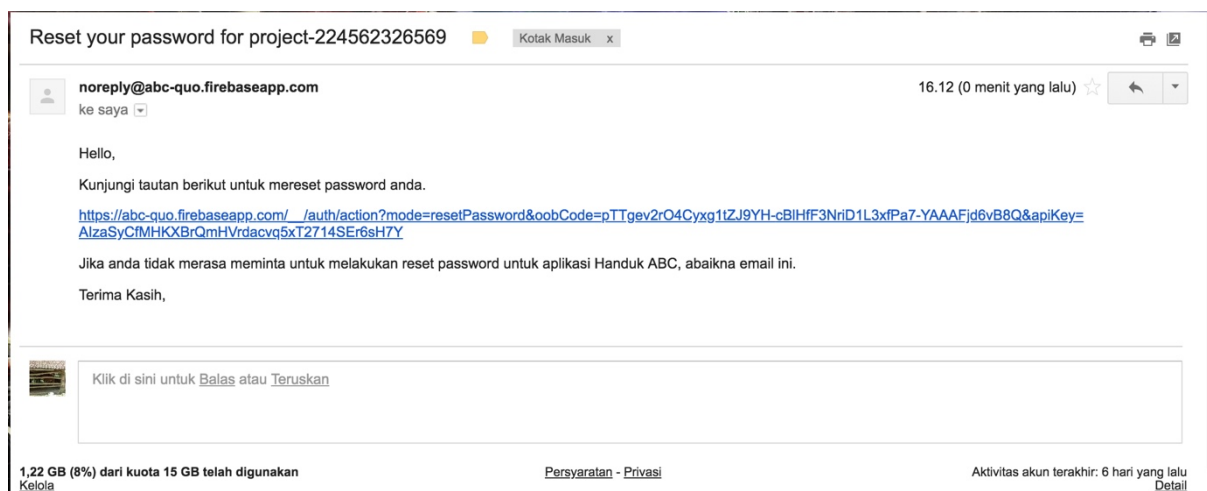 Reset your password for project-224562326569 Kotak Masuk x
noreply@abc-quo.firebaseapp.com 16.12 (0 menit yang lalu)
ke saya
Hello,
Kunjungi tautan berikut untuk mereset password anda.
https://abc-quo.firebaseapp.com/__/auth/action?mode=resetPassword&oobCode=pTTgev2rO4Cyxg1tZJ9YH-cBlHfF3NriD1L3xfPa7-YAAAFjd6vB8Q&apiKey=
AIzaSyCfMHKXBrQmHVrdacvq5xT2714SEr6sH7Y
Jika anda tidak merasa meminta untuk melakukan reset password untuk aplikasi Handuk ABC, abaikna email ini.
Terima Kasih,
Klik di sini untuk Balas atau Teruskan
1,22 GB (8%) dari kuota 15 GB telah digunakan Persyaratan - Privasi Aktivitas akun terakhir: 6 hari yang lalu
Kelola Detail